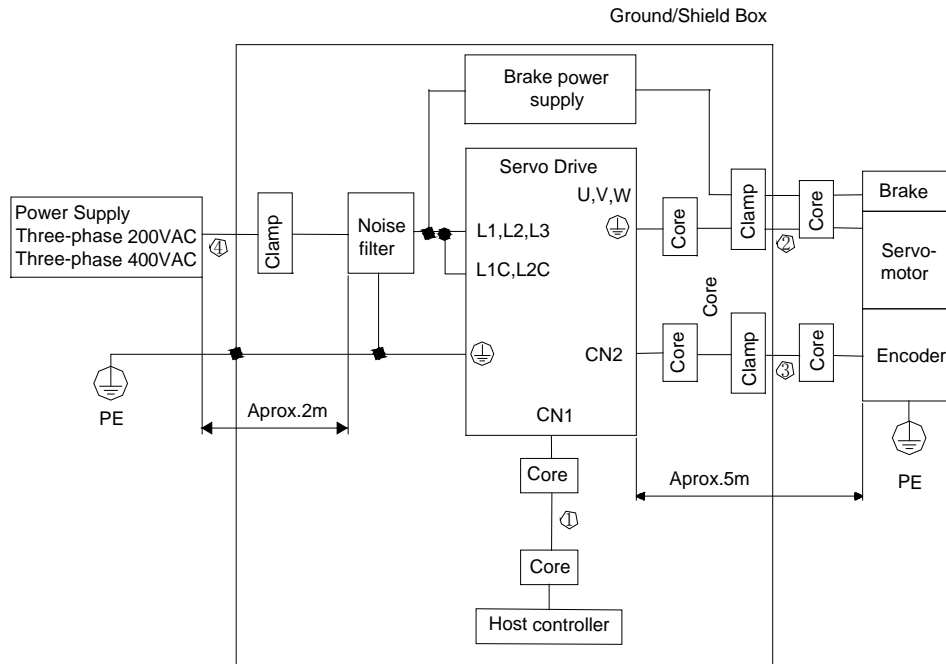 Ground/Shield Box
Brake power
supply
Servo Drive
U,V,W
Power Supply
Three-phase 200VAC
Three-phase 400VAC
④
Clamp
Noise
filter
L1,L2,L3
L1C,L2C
Core
Clamp
Core
②
Brake
Servo-
motor
Core
CN2
Core
Clamp
③
Core
Encoder
PE
Aprox.2m
CN1
Aprox.5m
PE
Core
①
Core
Host controller